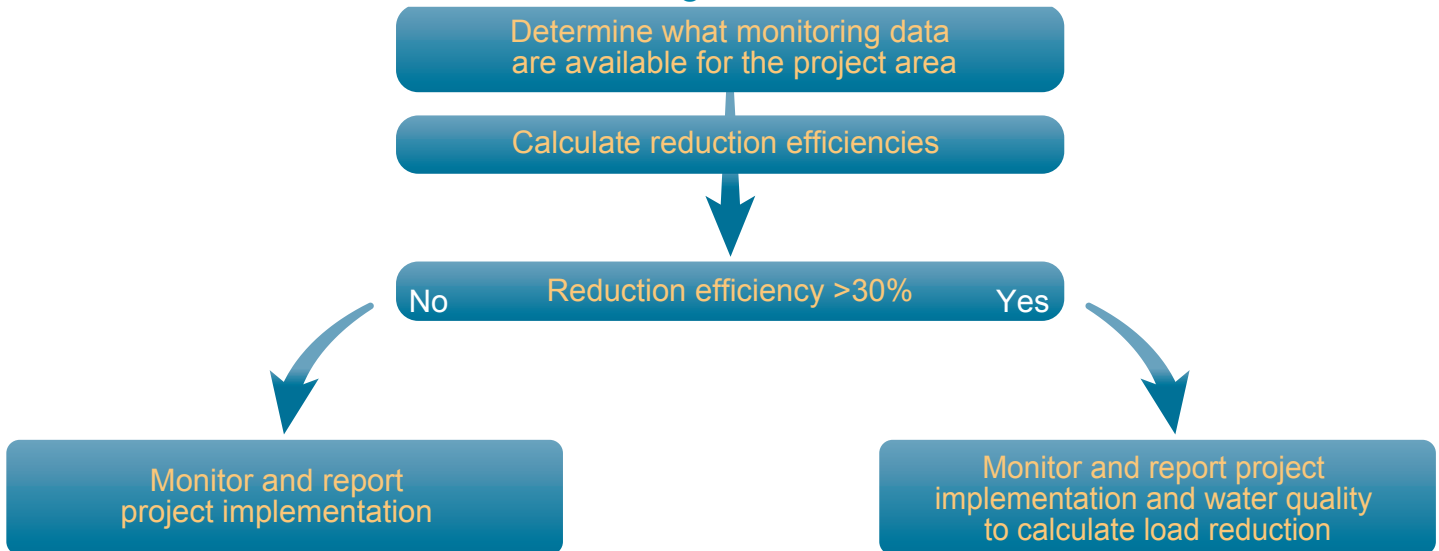 Determine what monitoring data
are available for the project area
Calculate reduction efficiencies
Reduction efficiency >30%
No
Yes
Monitor and report
project implementation
Monitor and report project
implementation and water quality
to calculate load reduction